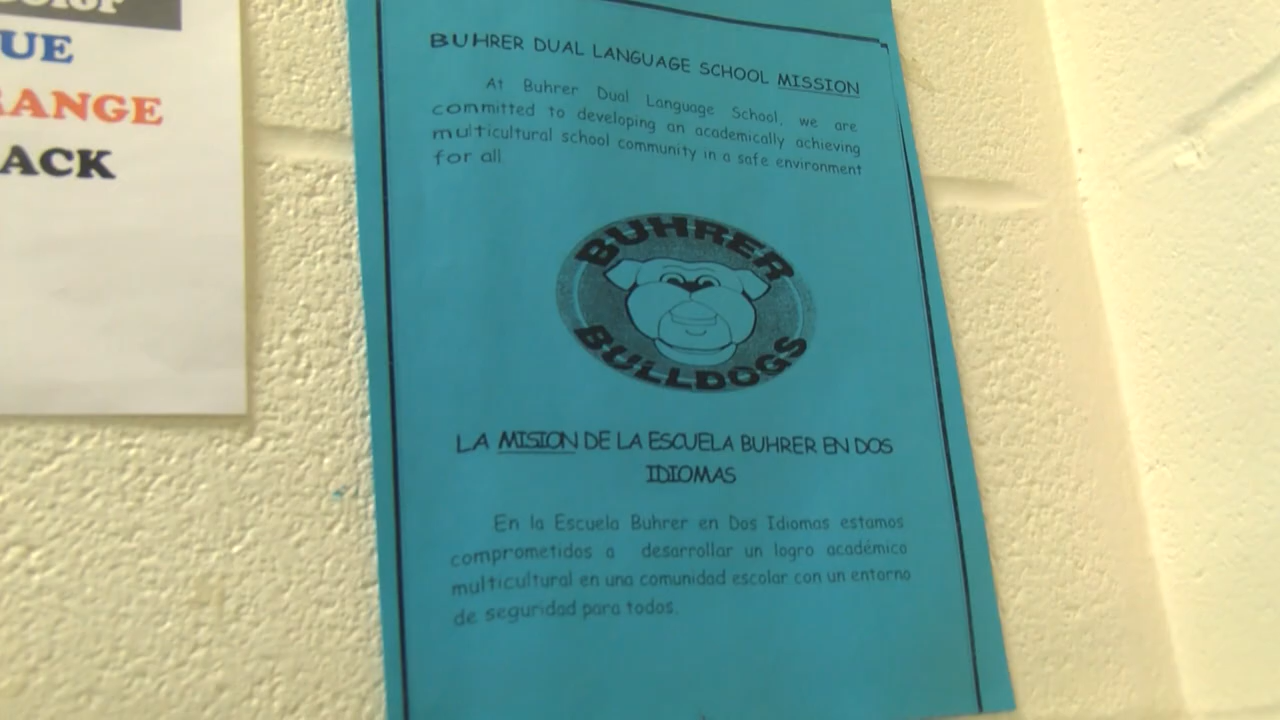 UE
RANGE
ACK
BUHRER DUAL LANGUAGE SCHOOL MISSION
At Buhrer Dual Language School, we are
committed to developing an academically achieving
multicultural school community in a safe environment
for all
BUHRER
BULLDOGS
LA MISION DE LA ESCUELA BUHRER EN DOS
IDIOMAS
En la Escuela Buhrer en Dos Idiomas estamos
comprometidos a desarrollar un logro académico
multicultural en una comunidad escolar con un entorno
de seguridad para todos.